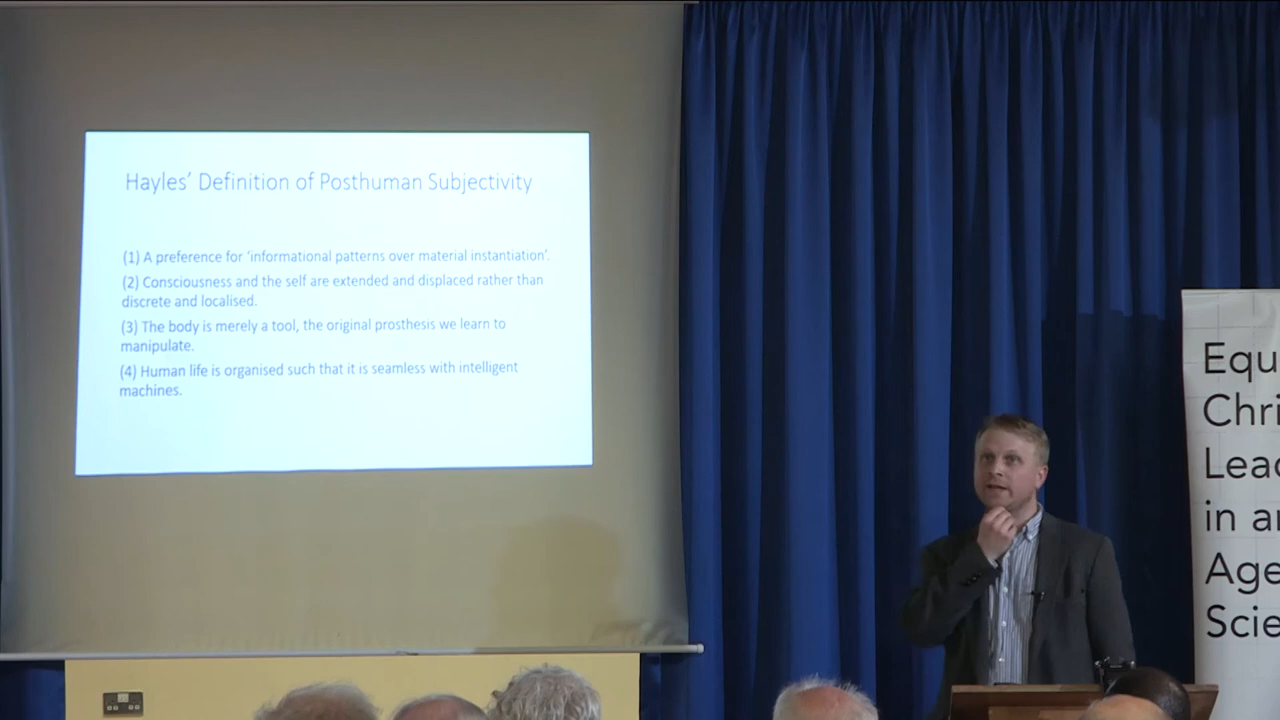 Hayles’ Definition of Posthuman Subjectivity
(1) A preference for ‘informational patterns over material instantiation’.
(2) Consciousness and the self are extended and displaced rather than
discrete and localised.
(3) The body is merely a tool, the original prosthesis we learn to
manipulate.
(4) Human life is organised such that it is seamless with intelligent
machines.
Equ
Chri
Lead
in a
Age
Scie